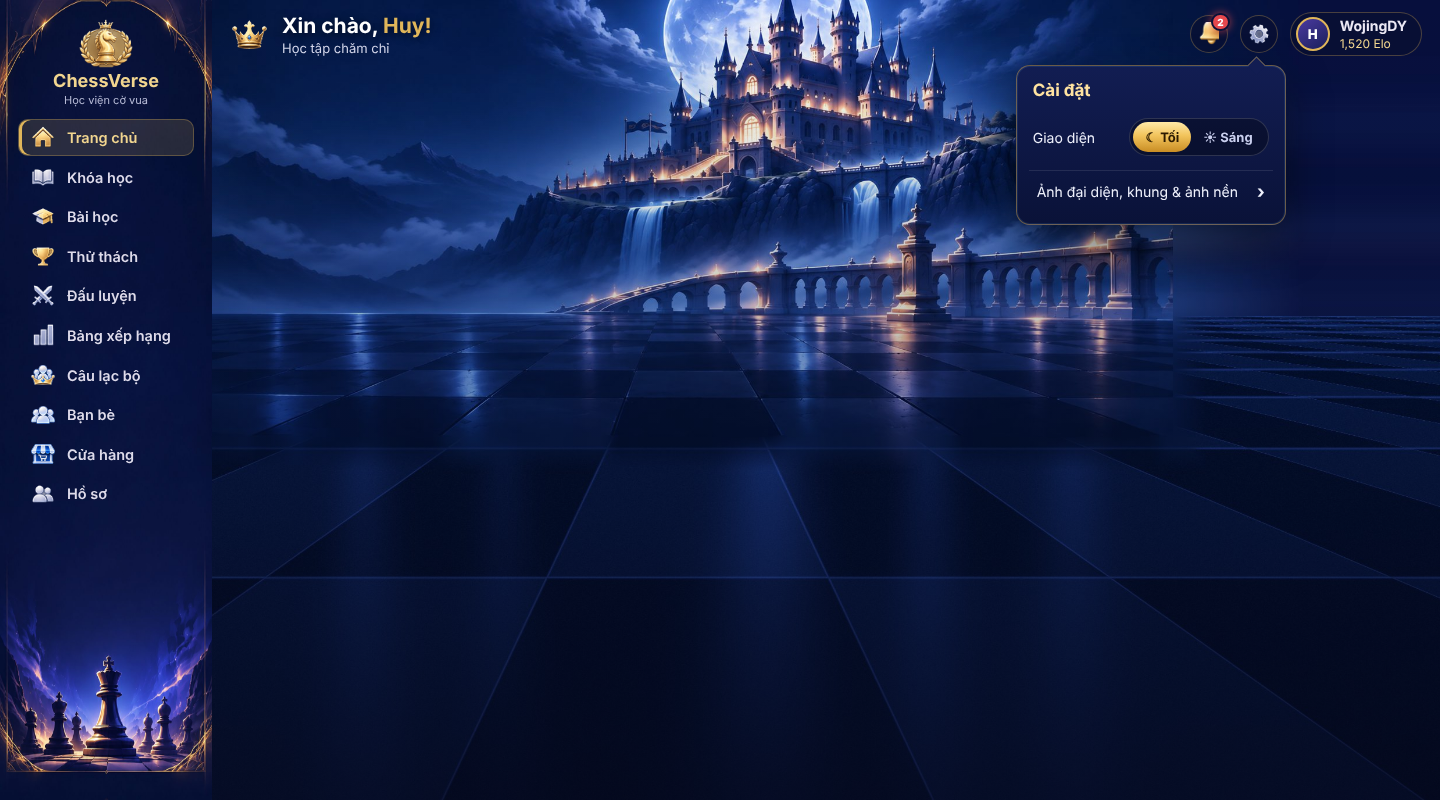 ChessVerse
Học viện cờ vua
Trang chủ
Khóa học
Bài học
Thử thách
Đấu luyện
Bảng xếp hạng
Câu lạc bộ
Bạn bè
Cửa hàng
Hồ sơ
Xin chào, Huy!
Học tập chăm chỉ
2
H
WojingDY
1,520 Elo
Cài đặt
Giao diện
Tối
Sáng
Ảnh đại diện, khung & ảnh nền